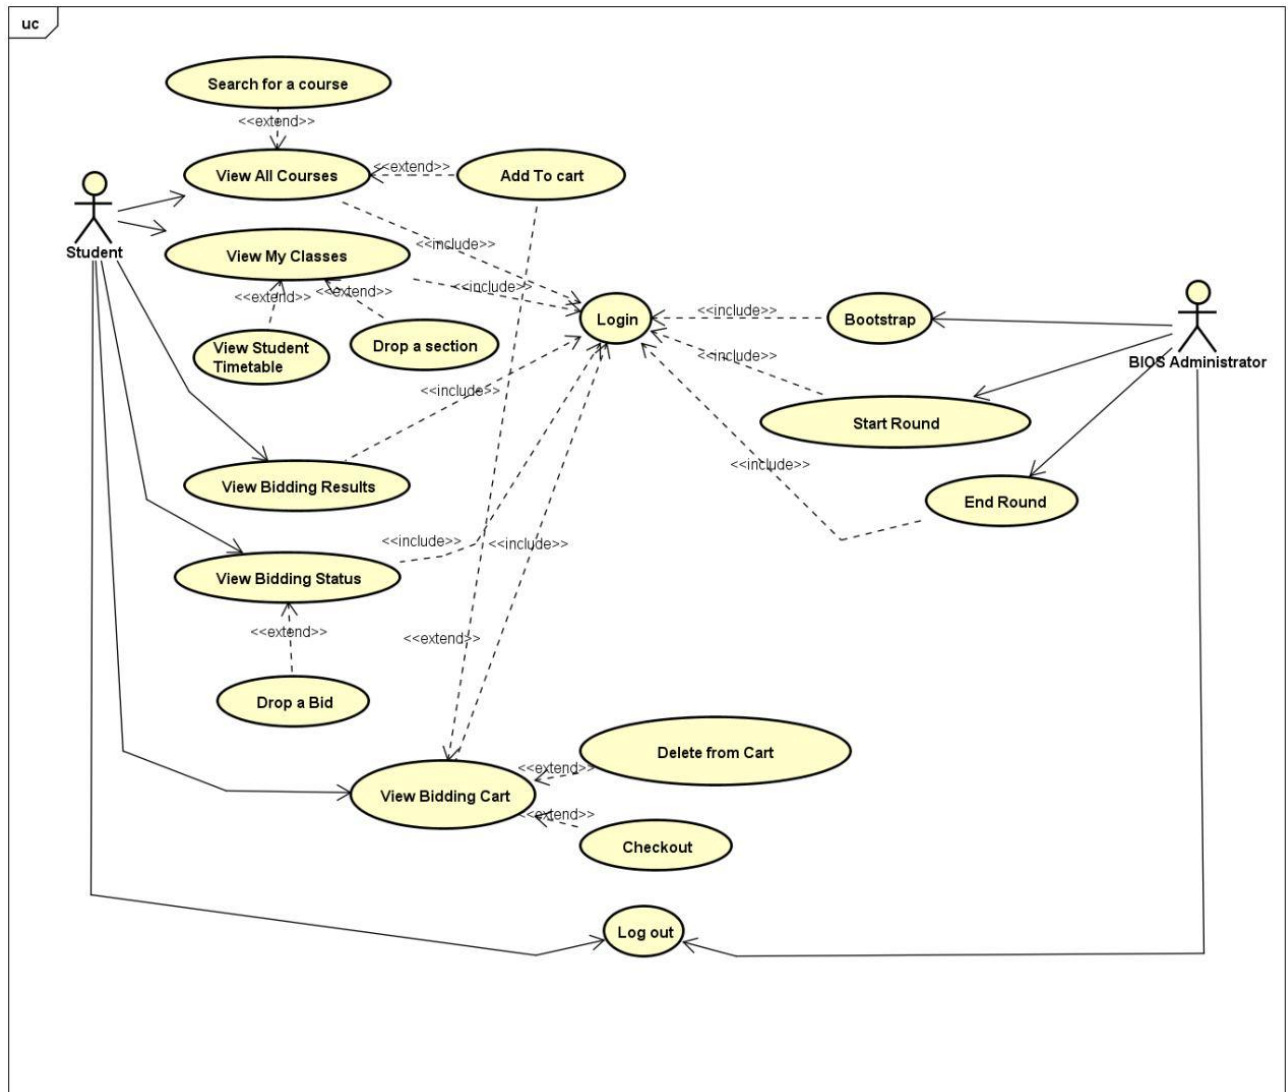 uc
Search for a course
<<extend>>
View All Courses
<<extend>>
Add To cart
Student
View My Classes
<<include>>
<<include>>
<<extend>>
<<extend>>
View Student
Timetable
Drop a section
Login
<<include>>
Bootstrap
BIOS Administrator
<<include>>
Start Round
<<include>>
<<include>>
End Round
View Bidding Results
<<include>>
<<include>>
View Bidding Status
<<extend>>
<<extend>>
Drop a Bid
Delete from Cart
<<extend>>
View Bidding Cart
<<extend>>
Checkout
Log out